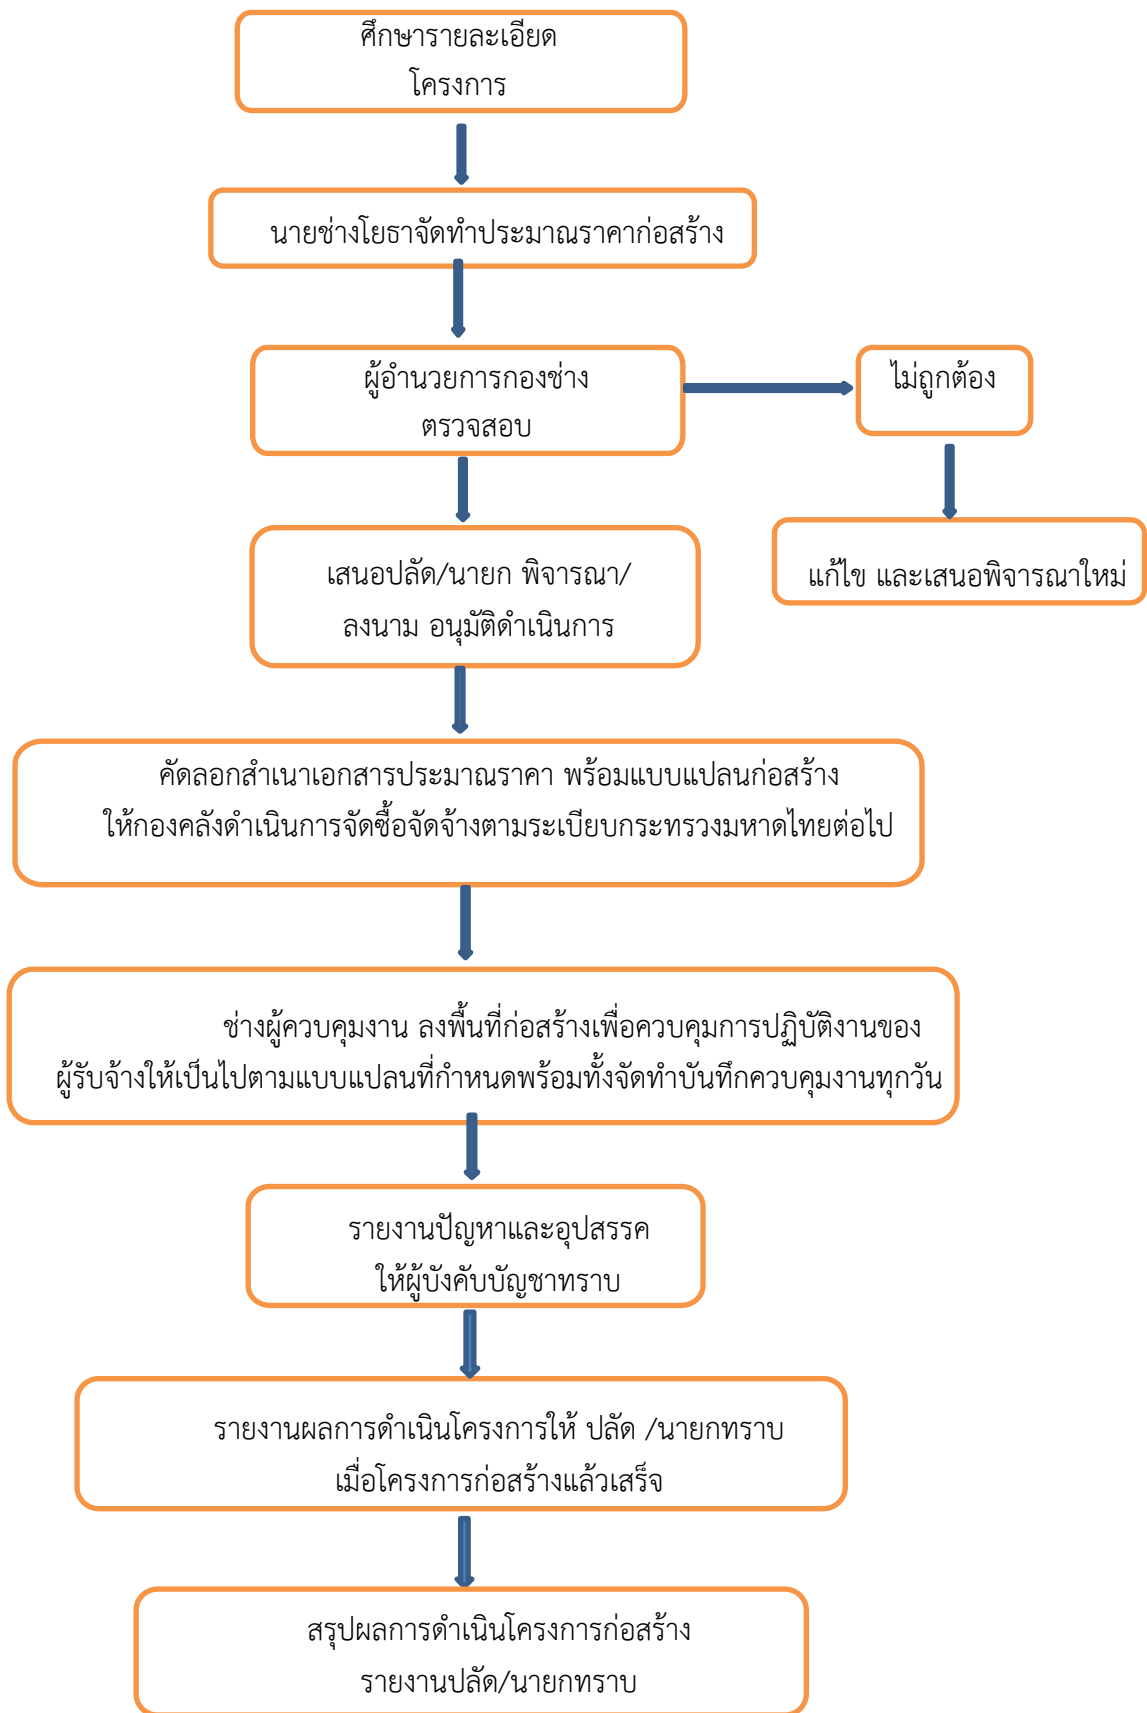 ศึกษารายละเอียด
โครงการ
นายช่างโยธาจัดทำประมาณราคาก่อสร้าง
ผู้อำนวยการกองช่าง
ตรวจสอบ
ไม่ถูกต้อง
แก้ไข และเสนอพิจารณาใหม่
เสนอปลัด/นายก พิจารณา/
ลงนาม อนุมัติดำเนินการ
คัดลอกสำเนาเอกสารประมาณราคา พร้อมแบบแปลนก่อสร้าง
ให้กองคลังดำเนินการจัดซื้อจัดจ้างตามระเบียบกระทรวงมหาดไทยต่อไป
ช่างผู้ควบคุมงาน ลงพื้นที่ก่อสร้างเพื่อควบคุมการปฏิบัติงานของ
ผู้รับจ้างให้เป็นไปตามแบบแปลนที่กำหนดพร้อมทั้งจัดทำบันทึกควบคุมงานทุกวัน
รายงานปัญหาและอุปสรรค
ให้ผู้บังคับบัญชาทราบ
รายงานผลการดำเนินโครงการให้ ปลัด /นายกทราบ
เมื่อโครงการก่อสร้างแล้วเสร็จ
สรุปผลการดำเนินโครงการก่อสร้าง
รายงานปลัด/นายกทราบ